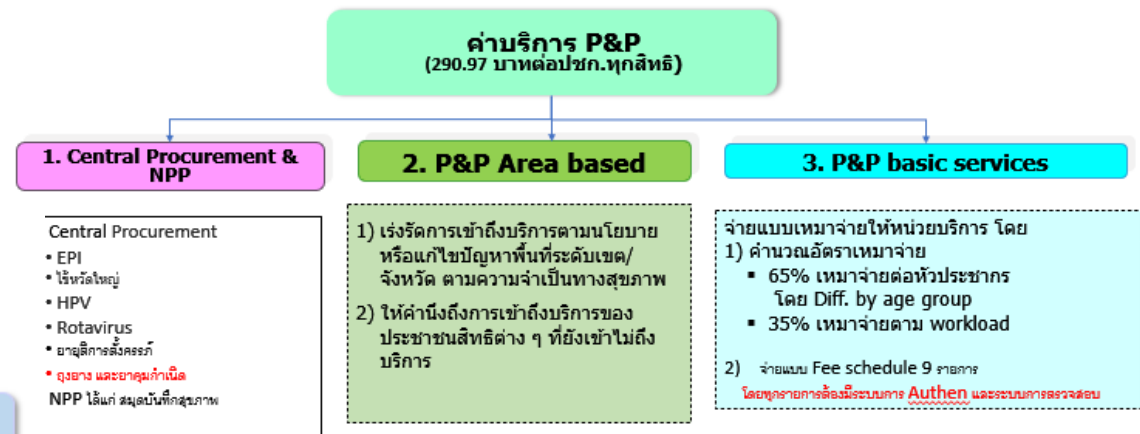 ค่าบริการ P&P
(290.97 บาทต่อปชก.ทุกสิทธิ)
1. Central Procurement &
NPP
Central Procurement
• EPI
• ไข้หวัดใหญ่
• HPV
• Rotavirus
• ยายุติการตั้งครรภ์
• ถุงยาง และยาคุมกำเนิด
NPP ได้แก่ สมุดบันทึกสุขภาพ
2. P&P Area based
1) เร่งรัดการเข้าถึงบริการตามนโยบาย
หรือแก้ไขปัญหาพื้นที่ระดับเขต/
จังหวัด ตามความจำเป็นทางสุขภาพ
2) ให้คำนึงถึงการเข้าถึงบริการของ
ประชาชนสิทธิต่าง ๆ ที่ยังเข้าไม่ถึง
บริการ
3. P&P basic services
จ่ายแบบเหมาจ่ายให้หน่วยบริการ โดย
1) คำนวณอัตราเหมาจ่าย
▪ 65% เหมาจ่ายต่อหัวประชากร
โดย Diff. by age group
▪ 35% เหมาจ่ายตาม workload
2) จ่ายแบบ Fee schedule 9 รายการ
โดยทุกรายการต้องมีระบบการ Authen และระบบการตรวจสอบ